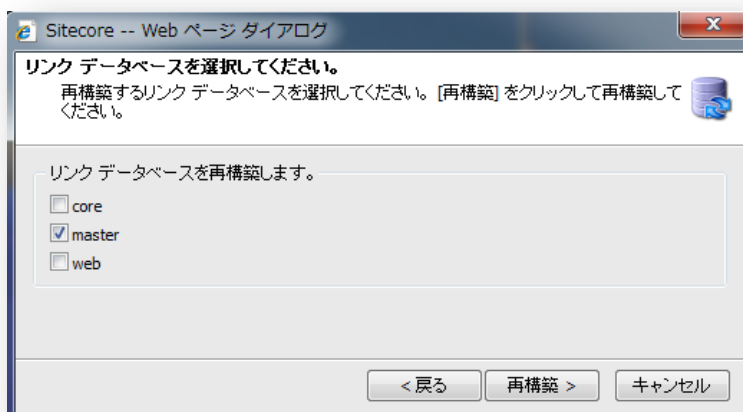 Sitecore -- Web ページ ダイアログ
リンク データベースを選択してください。
再構築するリンク データベースを選択してください。[再構築] をクリックして再構築して
ください。
リンク データベースを再構築します。
core
master
web
< 戻る 再構築 > キャンセル